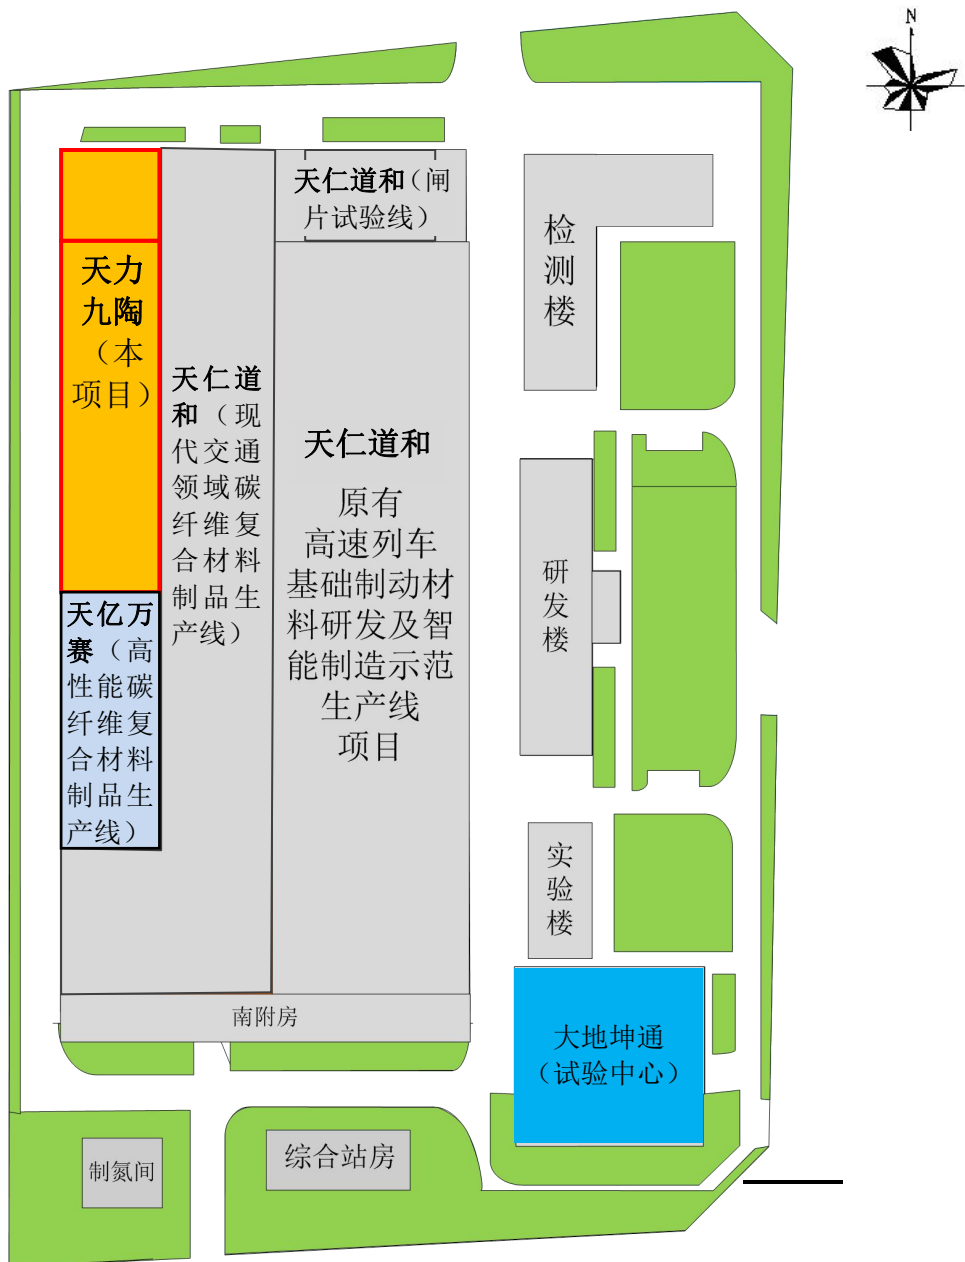 N
天仁道和（闸
片试验线）
检
测
楼
天力
九陶
（本
项目）
天仁道
和（现
代交通
领域碳
纤维复
合材料
制品生
产线）
天仁道和
原有
高速列车
基础制动材
料研发及智
能制造示范
生产线
项目
研
发
楼
天亿万
赛（高
性能碳
纤维复
合材料
制品生
产线）
实
验
楼
南附房
大地坤通
（试验中心）
制氮间
综合站房